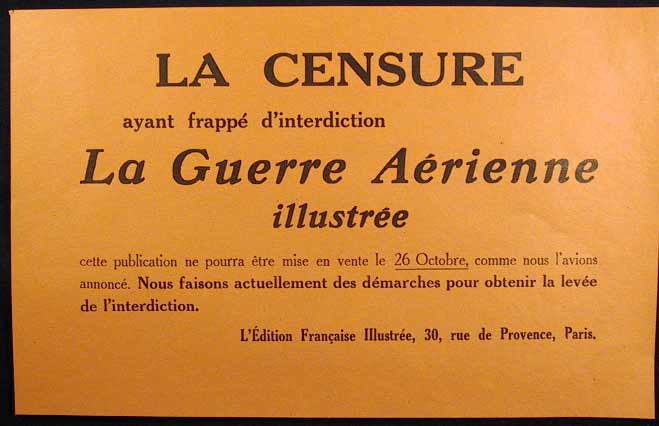 LA CENSURE
ayant frappé d'interdiction
La Guerre Aérienne
illustrée
cette publication ne pourra être mise en vente le 26 Octobre, comme nous l'avions
annoncé. Nous faisons actuellement des démarches pour obtenir la levée
de l'interdiction.
L'Édition Française Illustrée, 30, rue de Provence, Paris.